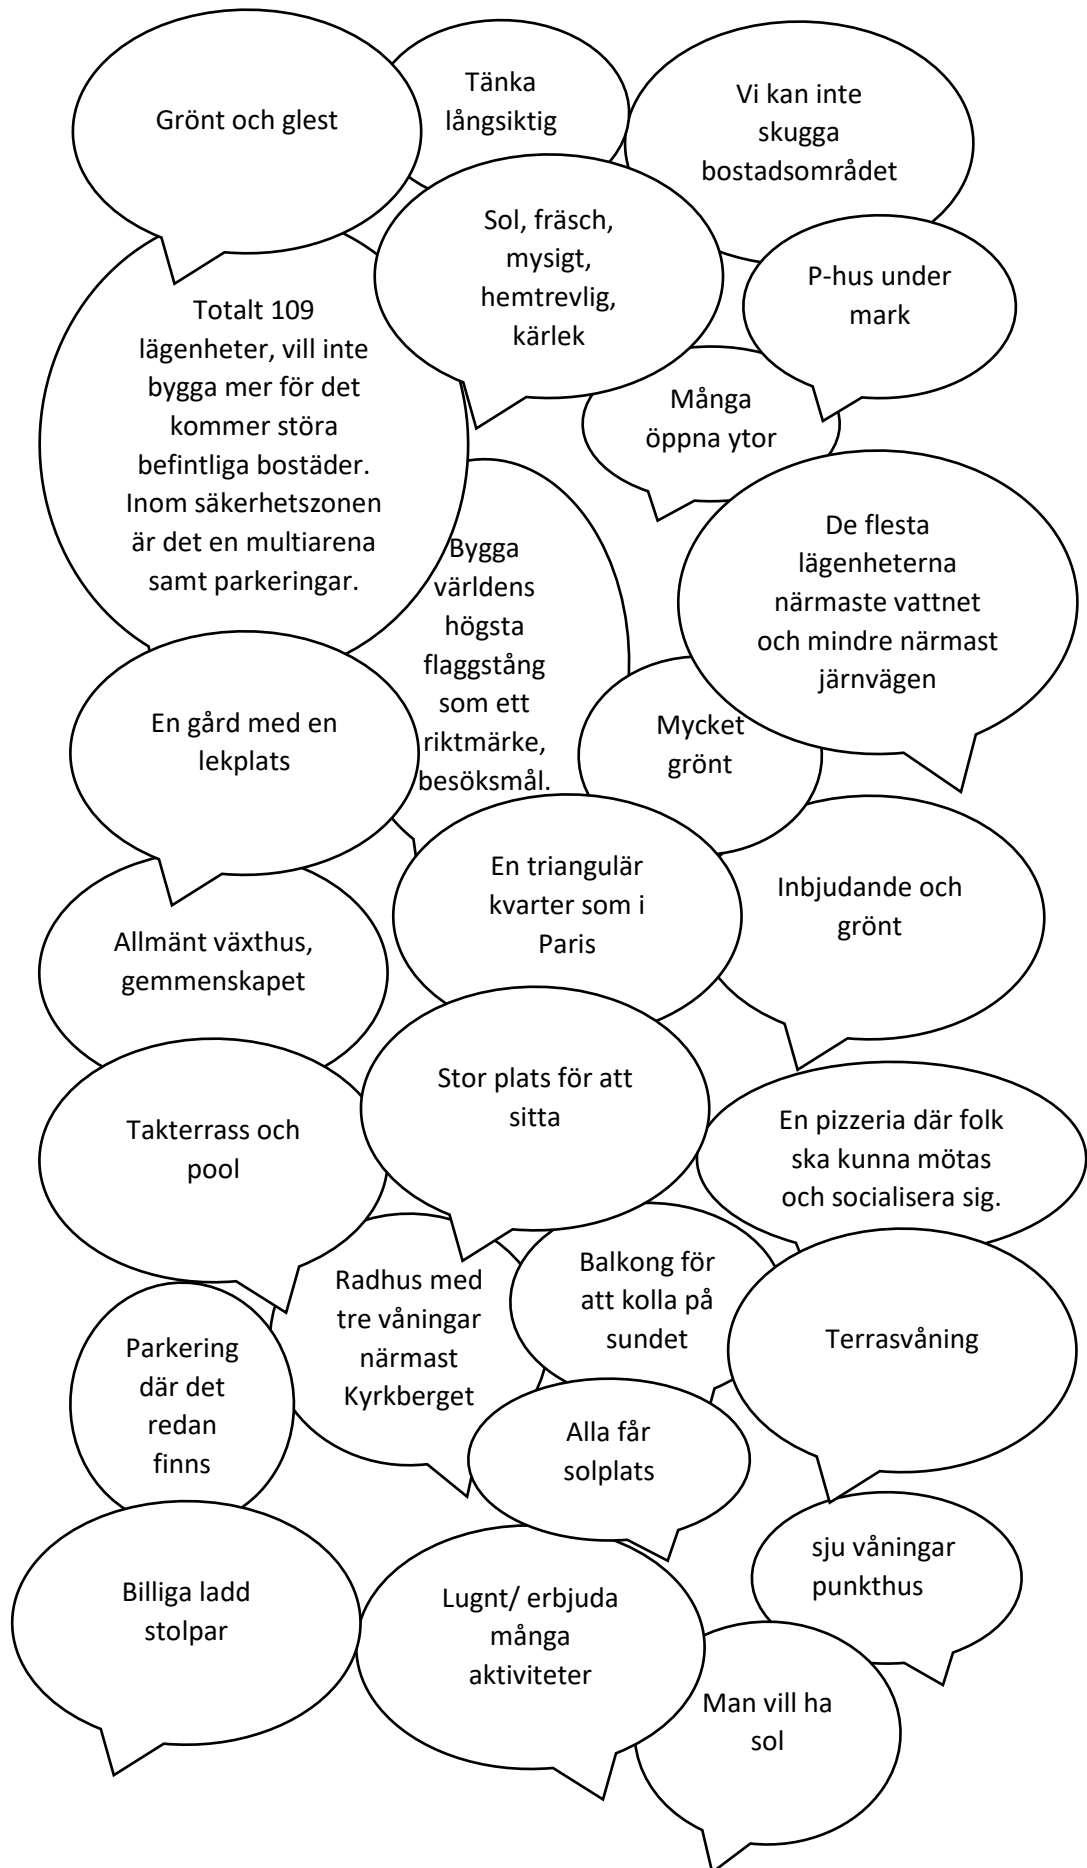 Grönt och glest
Tänka
långsiktig
Vi kan inte
skugga
bostadsområdet
Sol, fräsch,
mysigt,
hemtrevlig,
kärlek
P-hus under
mark
Totalt 109
lägenheter, vill inte
bygga mer för det
kommer störa
befintliga bostäder.
Inom säkerhetszonen
är det en multiarena
samt parkeringar.
Många
öppna ytor
De flesta
lägenheterna
närmaste vattnet
och mindre närmast
järnvägen
Bygga
världens
högsta
flaggstång
som ett
riktmärke,
besöksmål.
En gård med en
lekplats
Mycket
grönt
En triangulär
kvarter som i
Paris
Inbjudande och
grönt
Allmänt växthus,
gemmenskapet
Stor plats för att
sitta
Takterrass och
pool
En pizzeria där folk
ska kunna mötas
och socialisera sig.
Radhus med
tre våningar
närmast
Kyrkberget
Balkong för
att kolla på
sundet
Terrasvåning
Parkering
där det
redan
finns
Alla får
solplats
sju våningar
punkthus
Billiga ladd
stolpar
Lugnt/ erbjuda
många
aktiviteter
Man vill ha
sol